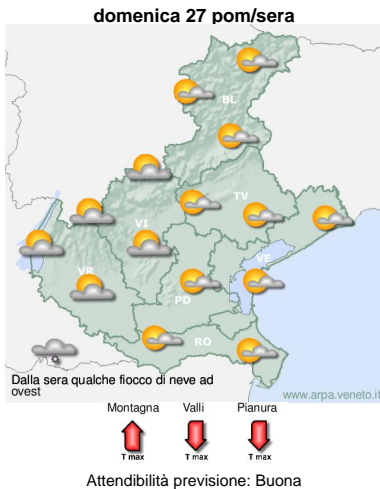 domenica 27 pom/sera
BL
TV
VI
VE
VR
PD
RO
Dalla sera qualche fiocco di neve ad
ovest
www.arpa.veneto.it
Montagna Valli Pianura
T max T max T max
Attendibilità previsione: Buona